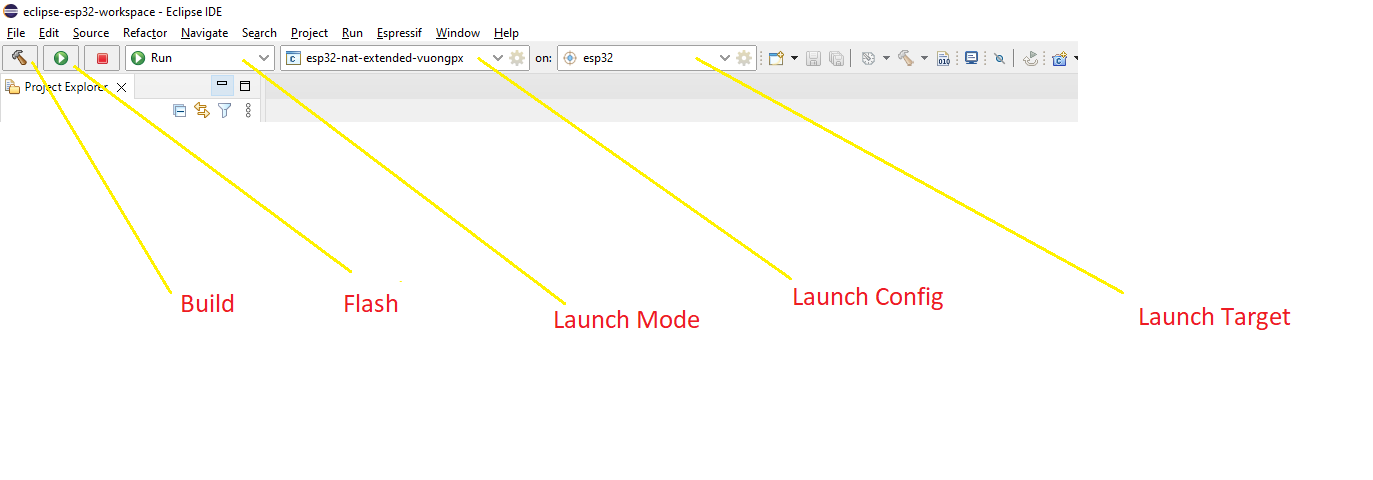 eclipse-esp32-workspace - Eclipse IDE
File Edit Source Refactor Navigate Search Project Run Espressif Window Help
Run esp32-nat-extended-vuongpx on: esp32 010
Project Explorer
Build Flash Launch Mode Launch Config Launch Target